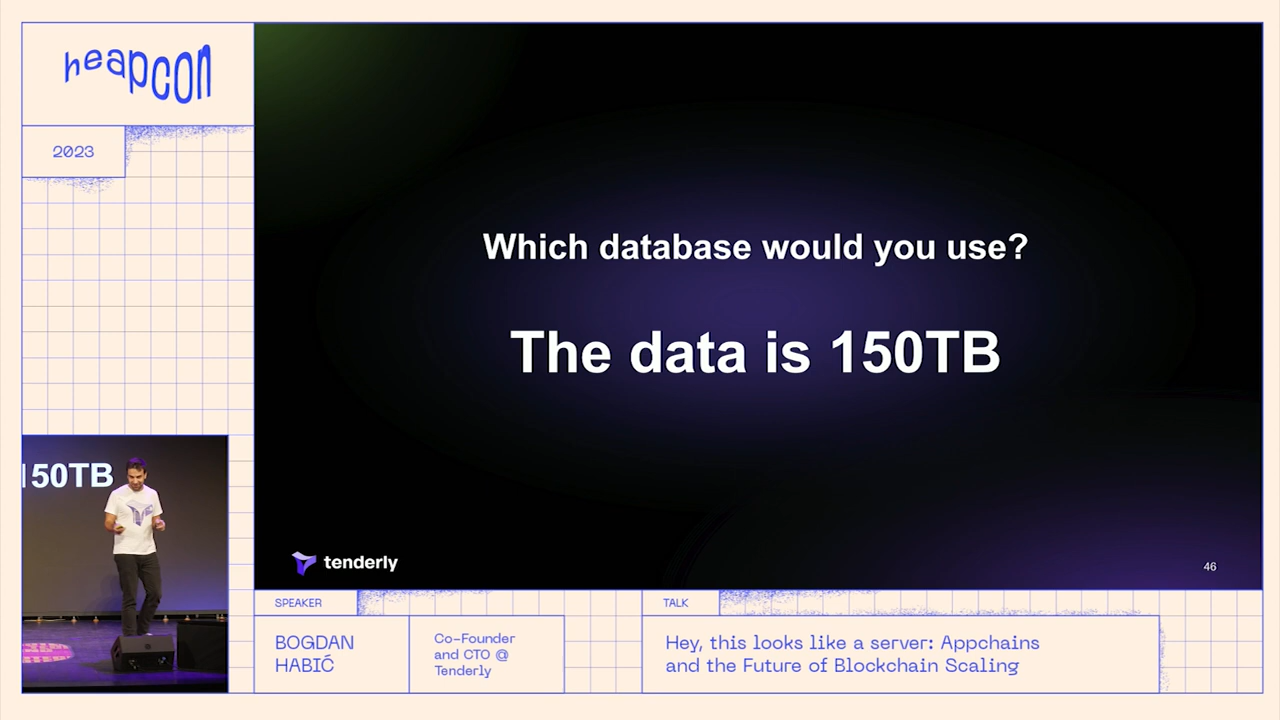 heapcon
2023
Which database would you use?
The data is 150TB
150TB
tenderly
46
SPEAKER
BOGDAN
HABIĆ
Co-Founder
and CTO @
Tenderly
TALK
Hey, this looks like a server: Appchains
and the Future of Blockchain Scaling